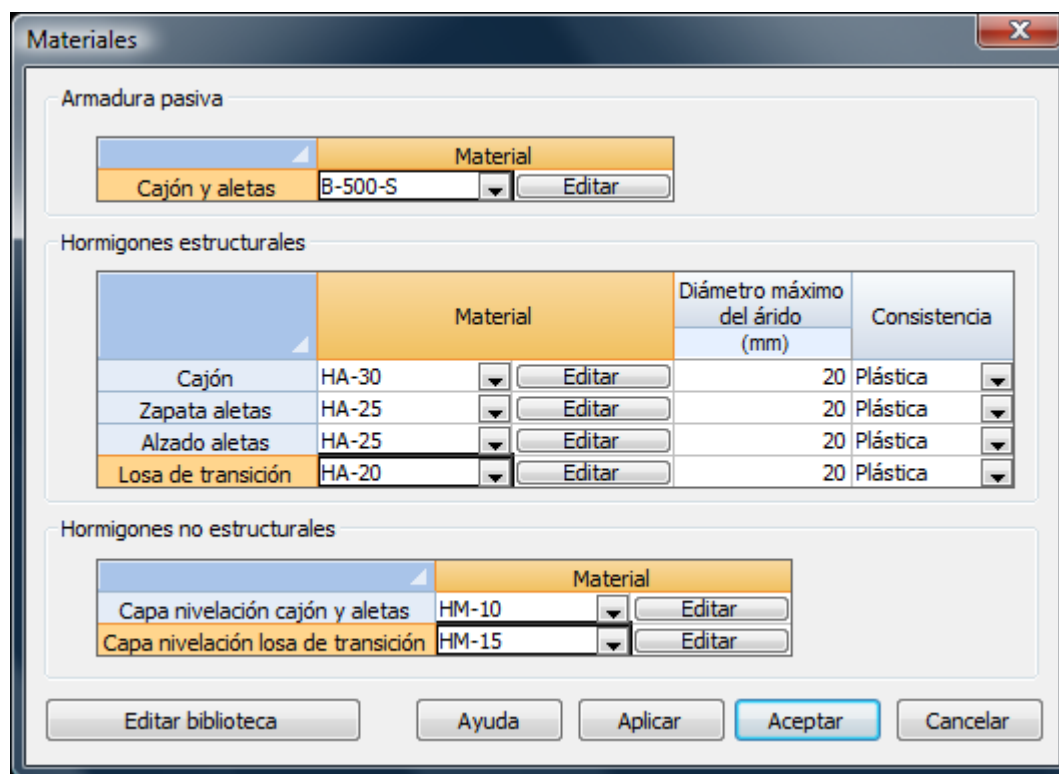 Materiales
Armadura pasiva
Material
Cajón y aletas B-500-S Editar
Hormigones estructurales
Material Diámetro máximo del árido (mm) Consistencia
Cajón HA-30 Editar 20 Plástica
Zapata aletas HA-25 Editar 20 Plástica
Alzado aletas HA-25 Editar 20 Plástica
Losa de transición HA-20 Editar 20 Plástica
Hormigones no estructurales
Material
Capa nivelación cajón y aletas HM-10 Editar
Capa nivelación losa de transición HM-15 Editar
Editar biblioteca Ayuda Aplicar Aceptar Cancelar